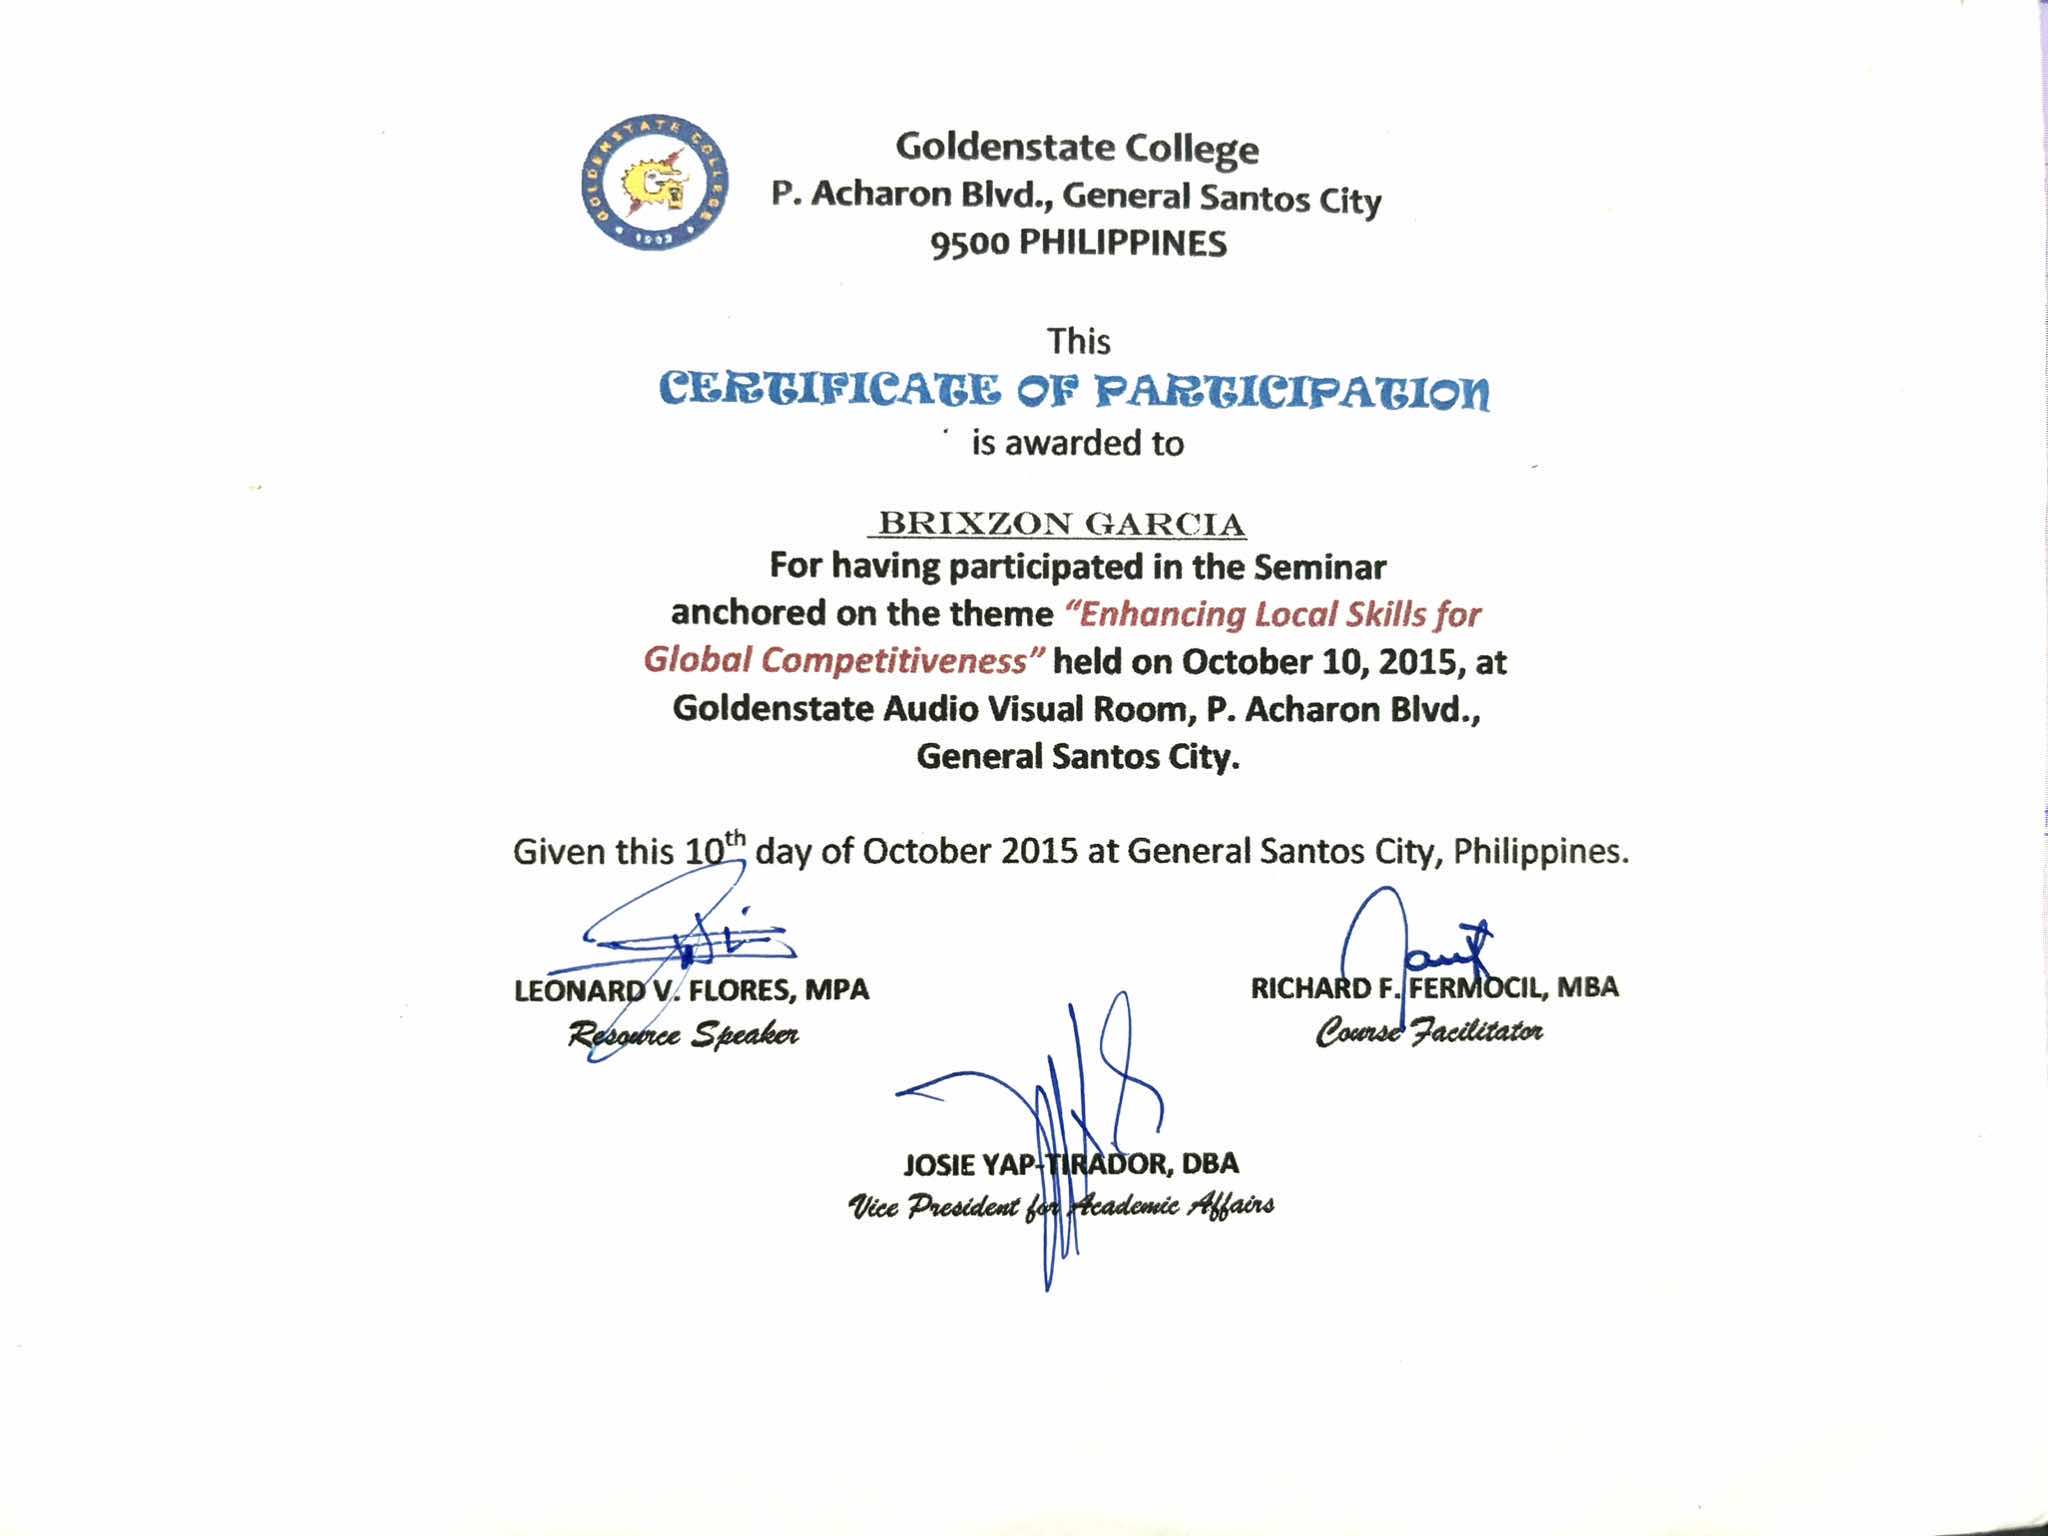 GOLDENSTATE COLLEGE
Goldenstate College
P. Acharon Blvd., General Santos City
9500 PHILIPPINES
This
CERTIFICATE OF PARTICIPATION
is awarded to
BRIXZON GARCIA
For having participated in the Seminar
anchored on the theme “Enhancing Local Skills for
Global Competitiveness” held on October 10, 2015, at
Goldenstate Audio Visual Room, P. Acharon Blvd.,
General Santos City.
Given this 10th day of October 2015 at General Santos City, Philippines.
LEONARD V. FLORES, MPA
Resource Speaker
RICHARD F. FERMOCIL, MBA
Course Facilitator
JOSIE YAP-TIRADOR, DBA
Vice President for Academic Affairs